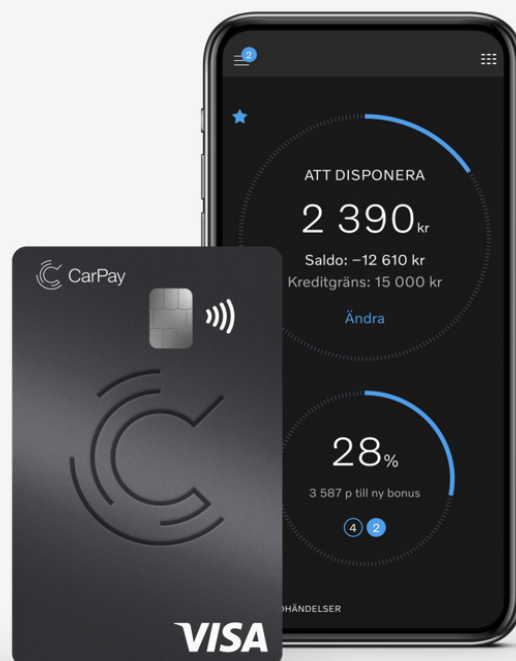 2
ATT DISPONERA
2 390 kr
Saldo: –12 610 kr
Kreditgräns: 15 000 kr
Ändra
CarPay
28%
3 587 p till ny bonus
4 2
VISA